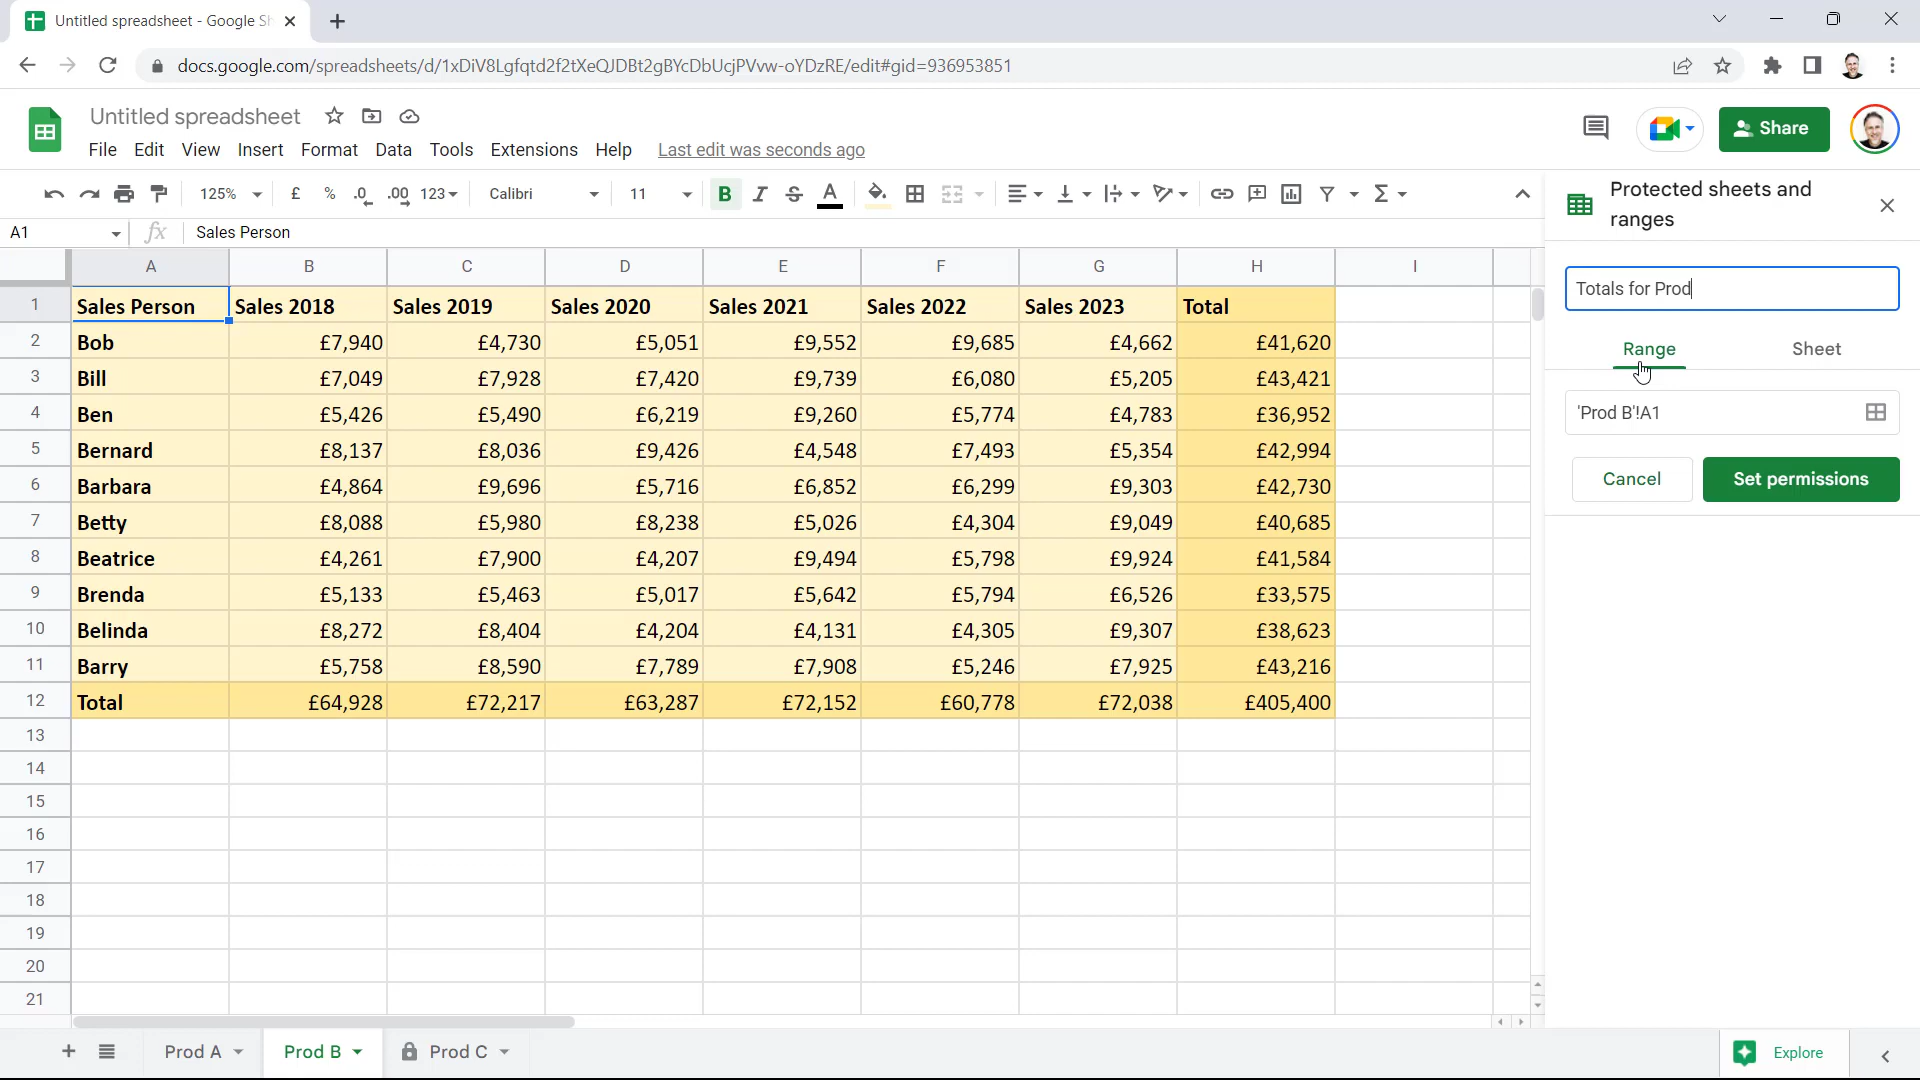 Untitled spreadsheet - Google Sh
docs.google.com/spreadsheets/d/1xDiV8Lgfqtd2f2tXeQJDBt2gBYcDbUcjPVvw-oYDzRE/edit#gid=936953851
Untitled spreadsheet
File Edit View Insert Format Data Tools Extensions Help Last edit was seconds ago
Share
125% £ % .0 .00 123 Calibri 11 B I S A Σ
A1 fx Sales Person
Protected sheets and
ranges
Totals for Prod
Range Sheet
'Prod B'!A1
Cancel Set permissions
A B C D E F G H I
1 Sales Person Sales 2018 Sales 2019 Sales 2020 Sales 2021 Sales 2022 Sales 2023 Total
2 Bob £7,940 £4,730 £5,051 £9,552 £9,685 £4,662 £41,620
3 Bill £7,049 £7,928 £7,420 £9,739 £6,080 £5,205 £43,421
4 Ben £5,426 £5,490 £6,219 £9,260 £5,774 £4,783 £36,952
5 Bernard £8,137 £8,036 £9,426 £4,548 £7,493 £5,354 £42,994
6 Barbara £4,864 £9,696 £5,716 £6,852 £6,299 £9,303 £42,730
7 Betty £8,088 £5,980 £8,238 £5,026 £4,304 £9,049 £40,685
8 Beatrice £4,261 £7,900 £4,207 £9,494 £5,798 £9,924 £41,584
9 Brenda £5,133 £5,463 £5,017 £5,642 £5,794 £6,526 £33,575
10 Belinda £8,272 £8,404 £4,204 £4,131 £4,305 £9,307 £38,623
11 Barry £5,758 £8,590 £7,789 £7,908 £5,246 £7,925 £43,216
12 Total £64,928 £72,217 £63,287 £72,152 £60,778 £72,038 £405,400
13
14
15
16
17
18
19
20
21
Prod A Prod B Prod C Explore